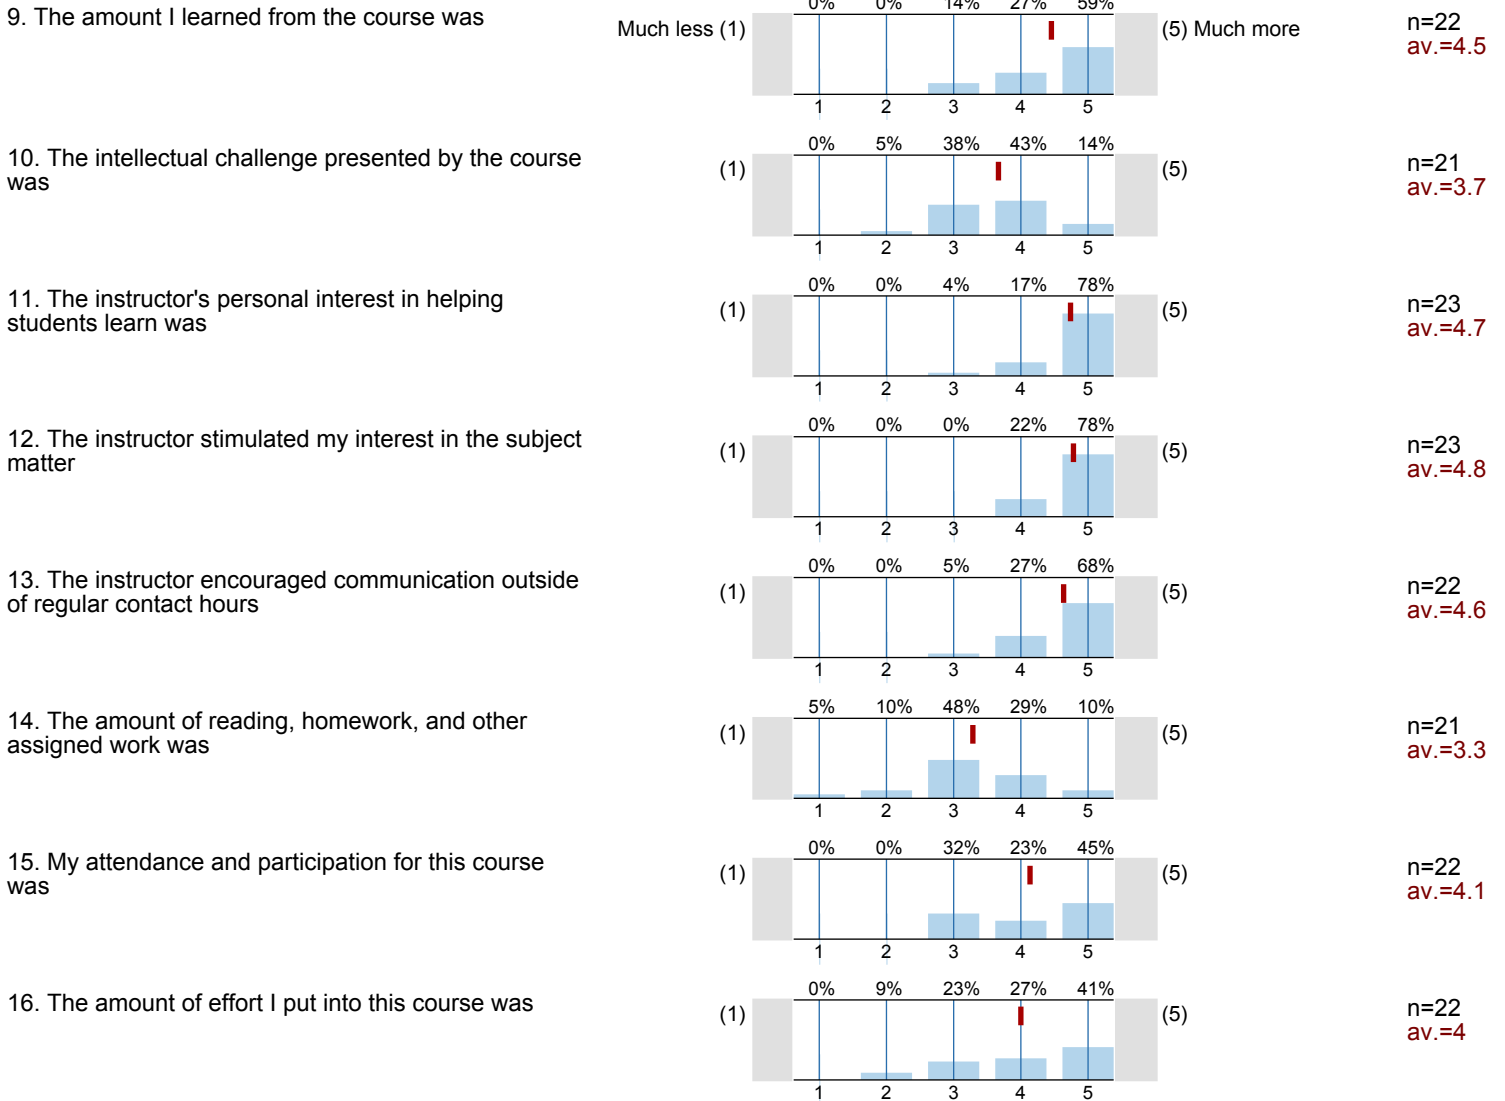 0% 0% 14% 27% 59%
9. The amount I learned from the course was
Much less (1) (5) Much more n=22
av.=4.5
1 2 3 4 5
0% 5% 38% 43% 14%
10. The intellectual challenge presented by the course
was
(1) (5) n=21
av.=3.7
1 2 3 4 5
0% 0% 4% 17% 78%
11. The instructor's personal interest in helping
students learn was
(1) (5) n=23
av.=4.7
1 2 3 4 5
0% 0% 0% 22% 78%
12. The instructor stimulated my interest in the subject
matter
(1) (5) n=23
av.=4.8
1 2 3 4 5
0% 0% 5% 27% 68%
13. The instructor encouraged communication outside
of regular contact hours
(1) (5) n=22
av.=4.6
1 2 3 4 5
5% 10% 48% 29% 10%
14. The amount of reading, homework, and other
assigned work was
(1) (5) n=21
av.=3.3
1 2 3 4 5
0% 0% 32% 23% 45%
15. My attendance and participation for this course
was
(1) (5) n=22
av.=4.1
1 2 3 4 5
0% 9% 23% 27% 41%
16. The amount of effort I put into this course was
(1) (5) n=22
av.=4
1 2 3 4 5